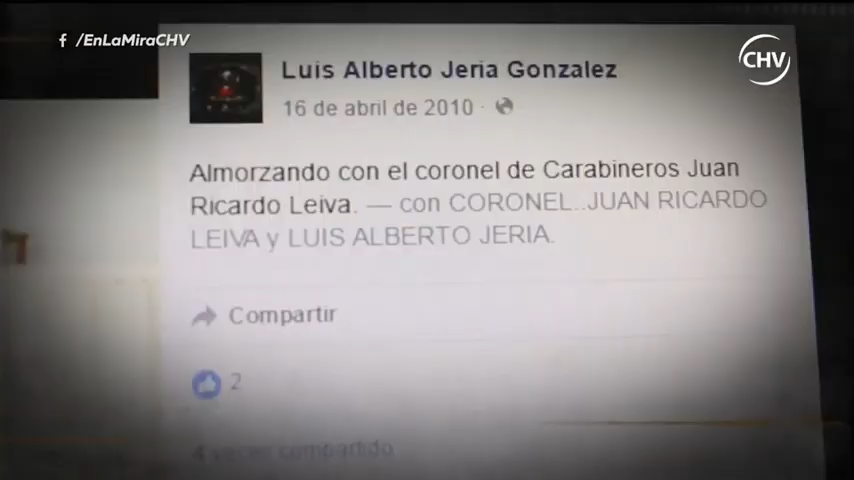 f /EnLaMiraCHV
CHV
Luis Alberto Jeria Gonzalez
16 de abril de 2010 ·
Almorzando con el coronel de Carabineros Juan
Ricardo Leiva. — con CORONEL..JUAN RICARDO
LEIVA y LUIS ALBERTO JERIA.
Compartir
2
4 veces compartido